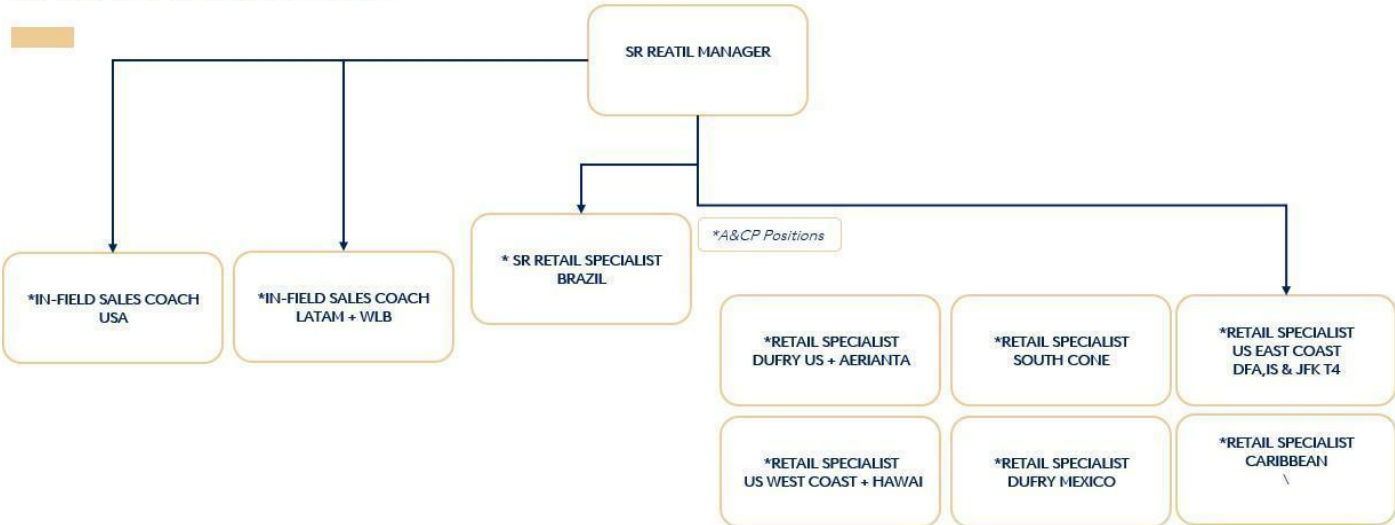 SR REATIL MANAGER
*IN-FIELD SALES COACH
USA
*IN-FIELD SALES COACH
LATAM + WLB
* SR RETAIL SPECIALIST
BRAZIL
*A&CP Positions
*RETAIL SPECIALIST
DUFRY US + AERIANTA
*RETAIL SPECIALIST
SOUTH CONE
*RETAIL SPECIALIST
US EAST COAST
DFA,IS & JFK T4
*RETAIL SPECIALIST
US WEST COAST + HAWAI
*RETAIL SPECIALIST
DUFRY MEXICO
*RETAIL SPECIALIST
CARIBBEAN
\